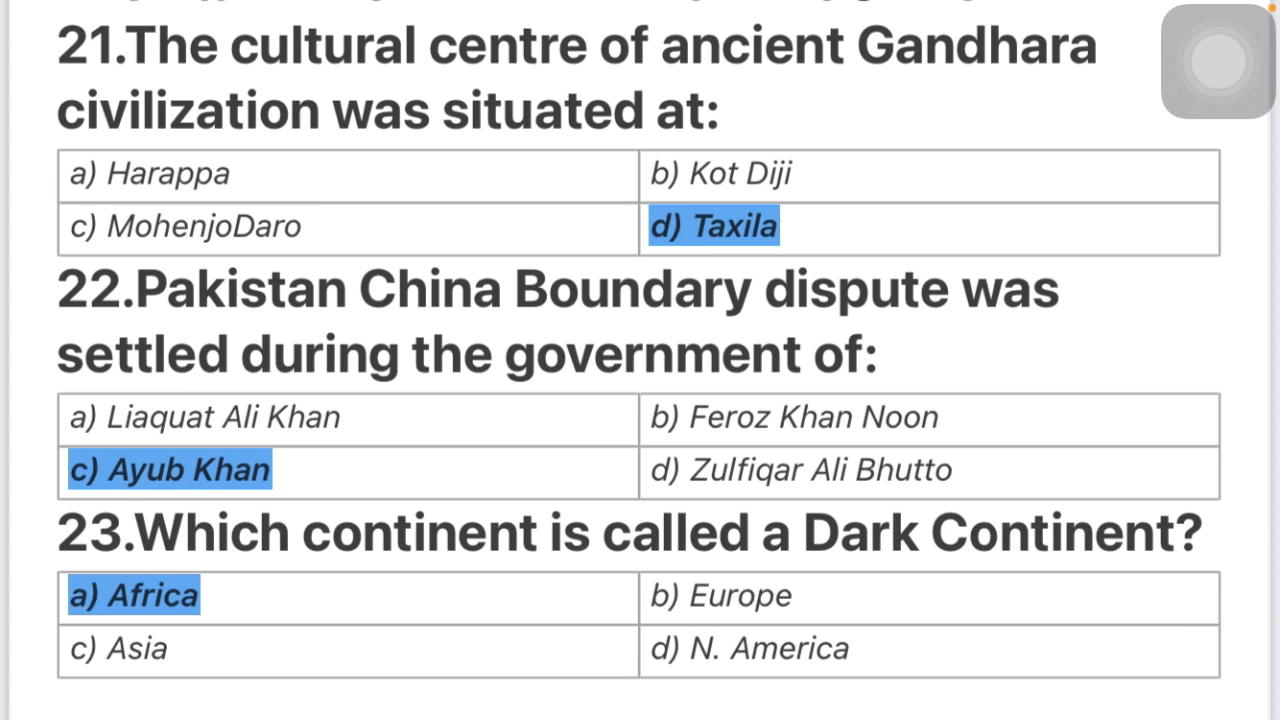 21.The cultural centre of ancient Gandhara
civilization was situated at:
a) Harappa
b) Kot Diji
c) MohenjoDaro
d) Taxila
22.Pakistan China Boundary dispute was
settled during the government of:
a) Liaquat Ali Khan
b) Feroz Khan Noon
c) Ayub Khan
d) Zulfiqar Ali Bhutto
23.Which continent is called a Dark Continent?
a) Africa
b) Europe
c) Asia
d) N. America